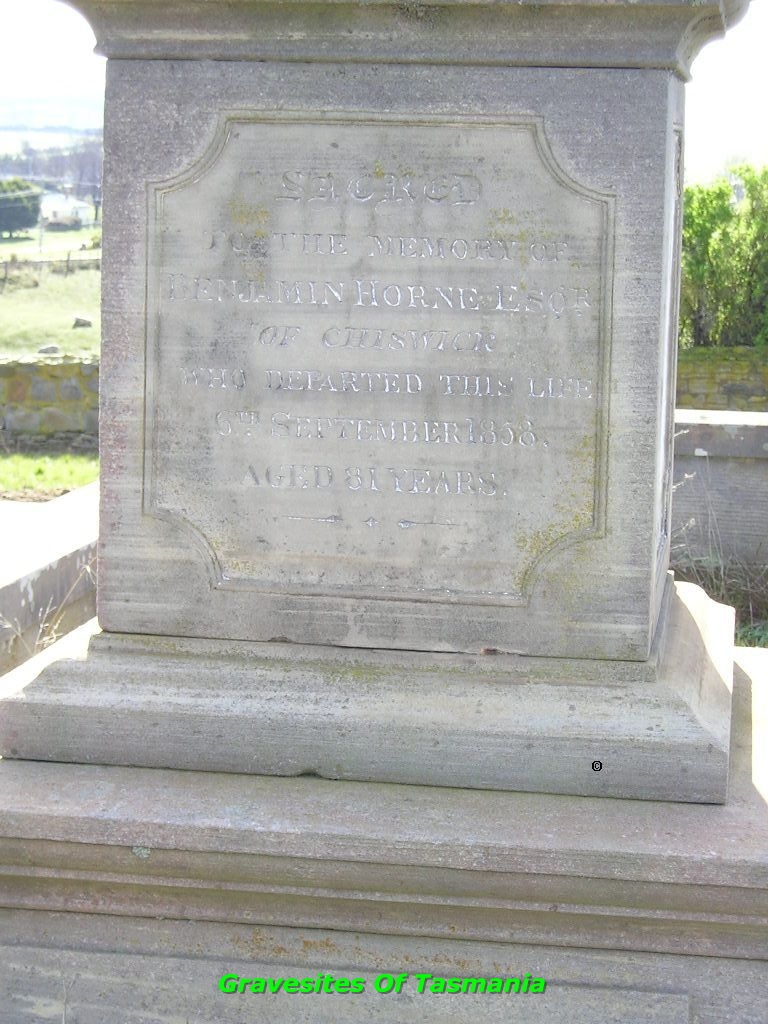 SACRED
TO THE MEMORY OF
BENJAMIN HORNE ESQR
OF CHISWICK
WHO DEPARTED THIS LIFE
6TH SEPTEMBER 1858.
AGED 81 YEARS.
©
Gravesites Of Tasmania